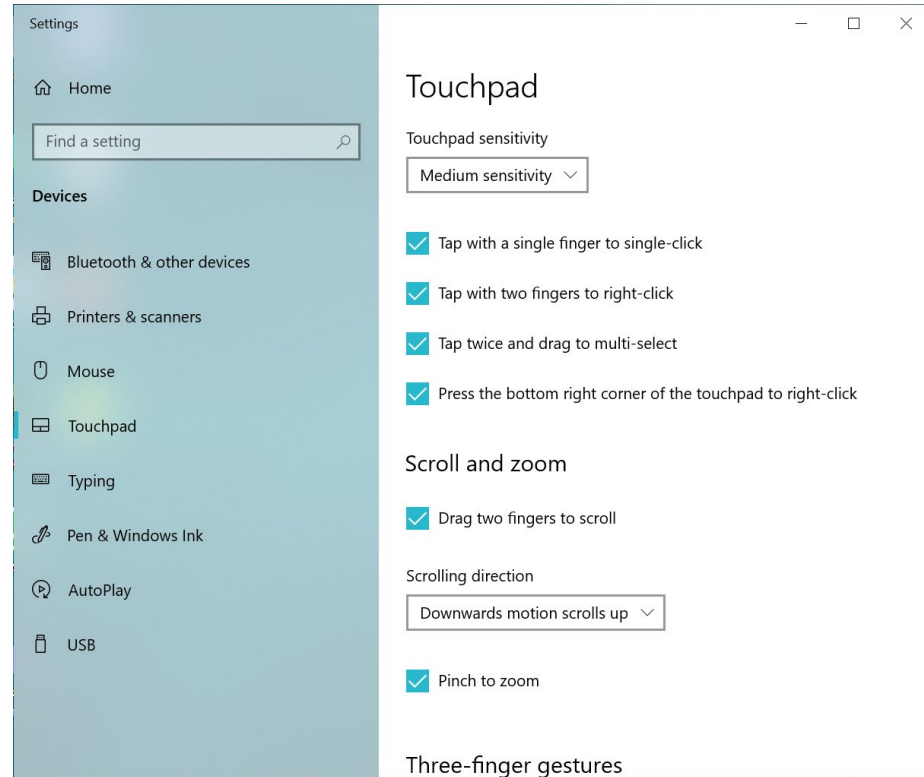 Settings
Home
Find a setting
Devices
Bluetooth & other devices
Printers & scanners
Mouse
Touchpad
Typing
Pen & Windows Ink
AutoPlay
USB
Touchpad
Touchpad sensitivity
Medium sensitivity
Tap with a single finger to single-click
Tap with two fingers to right-click
Tap twice and drag to multi-select
Press the bottom right corner of the touchpad to right-click
Scroll and zoom
Drag two fingers to scroll
Scrolling direction
Downwards motion scrolls up
Pinch to zoom
Three-finger gestures